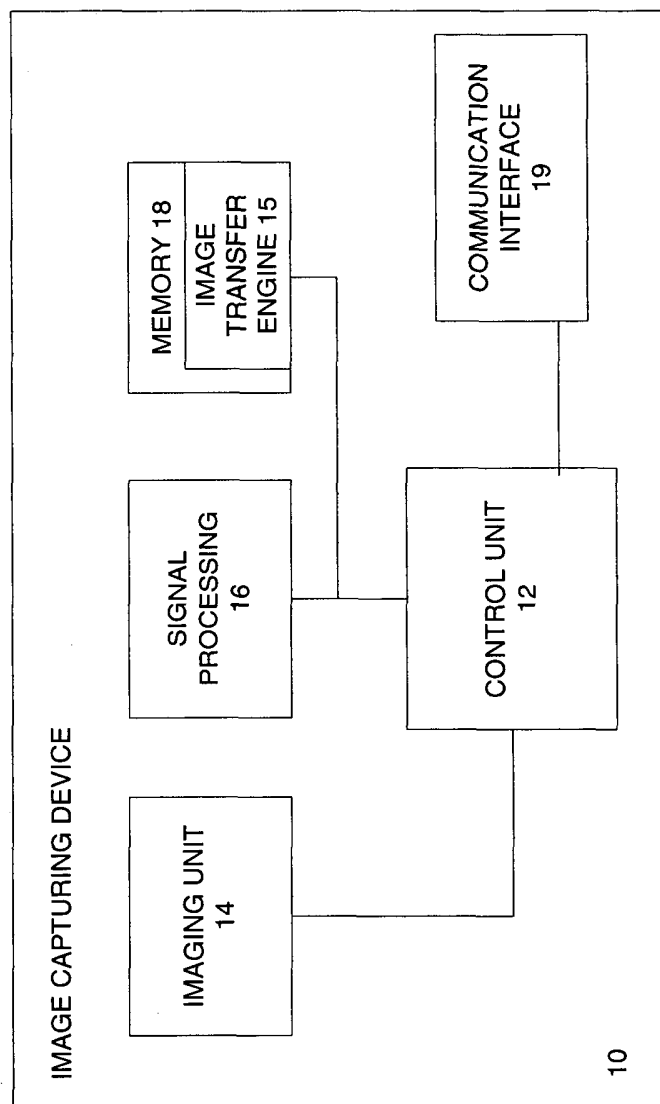 IMAGE CAPTURING DEVICE
IMAGING UNIT
14
SIGNAL
PROCESSING
16
MEMORY 18
IMAGE
TRANSFER
ENGINE 15
CONTROL UNIT
12
COMMUNICATION
INTERFACE
19
10